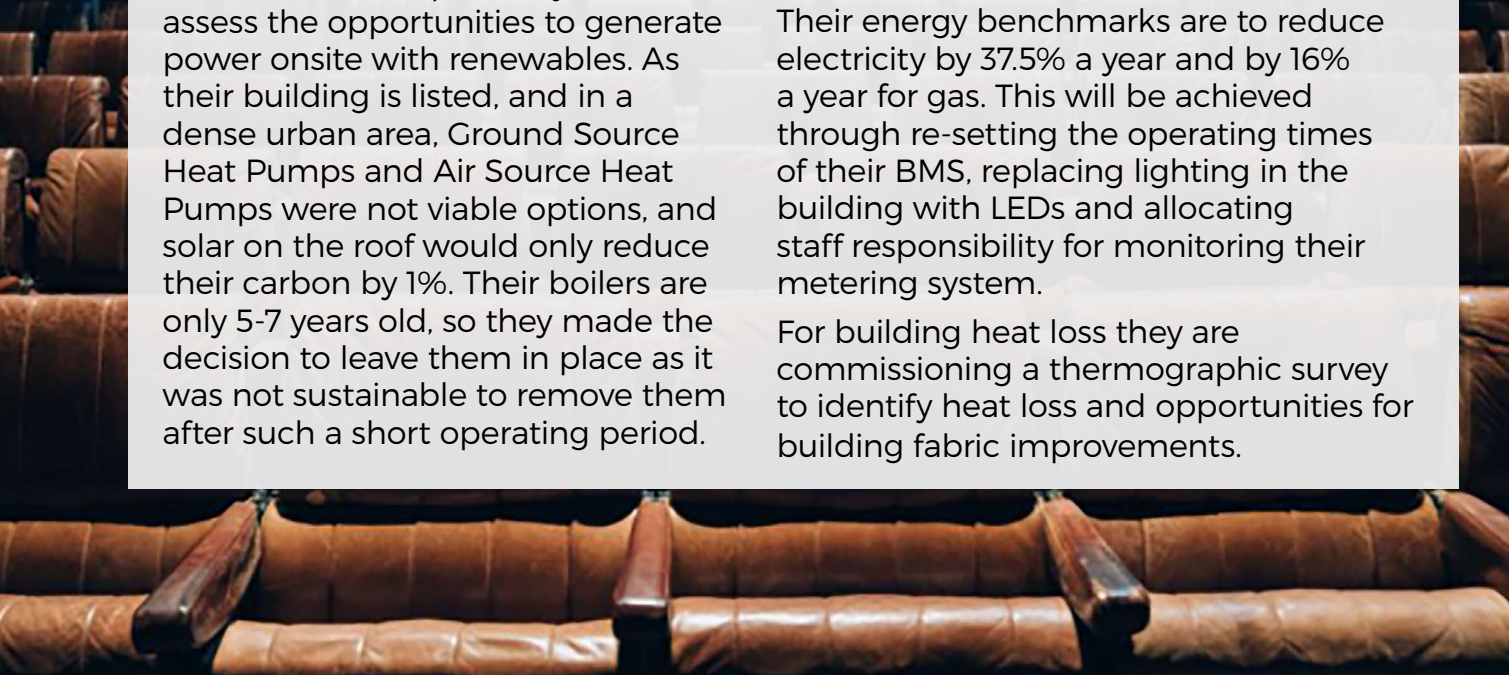 assess the opportunities to generate
power onsite with renewables. As
their building is listed, and in a
dense urban area, Ground Source
Heat Pumps and Air Source Heat
Pumps were not viable options, and
solar on the roof would only reduce
their carbon by 1%. Their boilers are
only 5-7 years old, so they made the
decision to leave them in place as it
was not sustainable to remove them
after such a short operating period.
Their energy benchmarks are to reduce
electricity by 37.5% a year and by 16%
a year for gas. This will be achieved
through re-setting the operating times
of their BMS, replacing lighting in the
building with LEDs and allocating
staff responsibility for monitoring their
metering system.
For building heat loss they are
commissioning a thermographic survey
to identify heat loss and opportunities for
building fabric improvements.